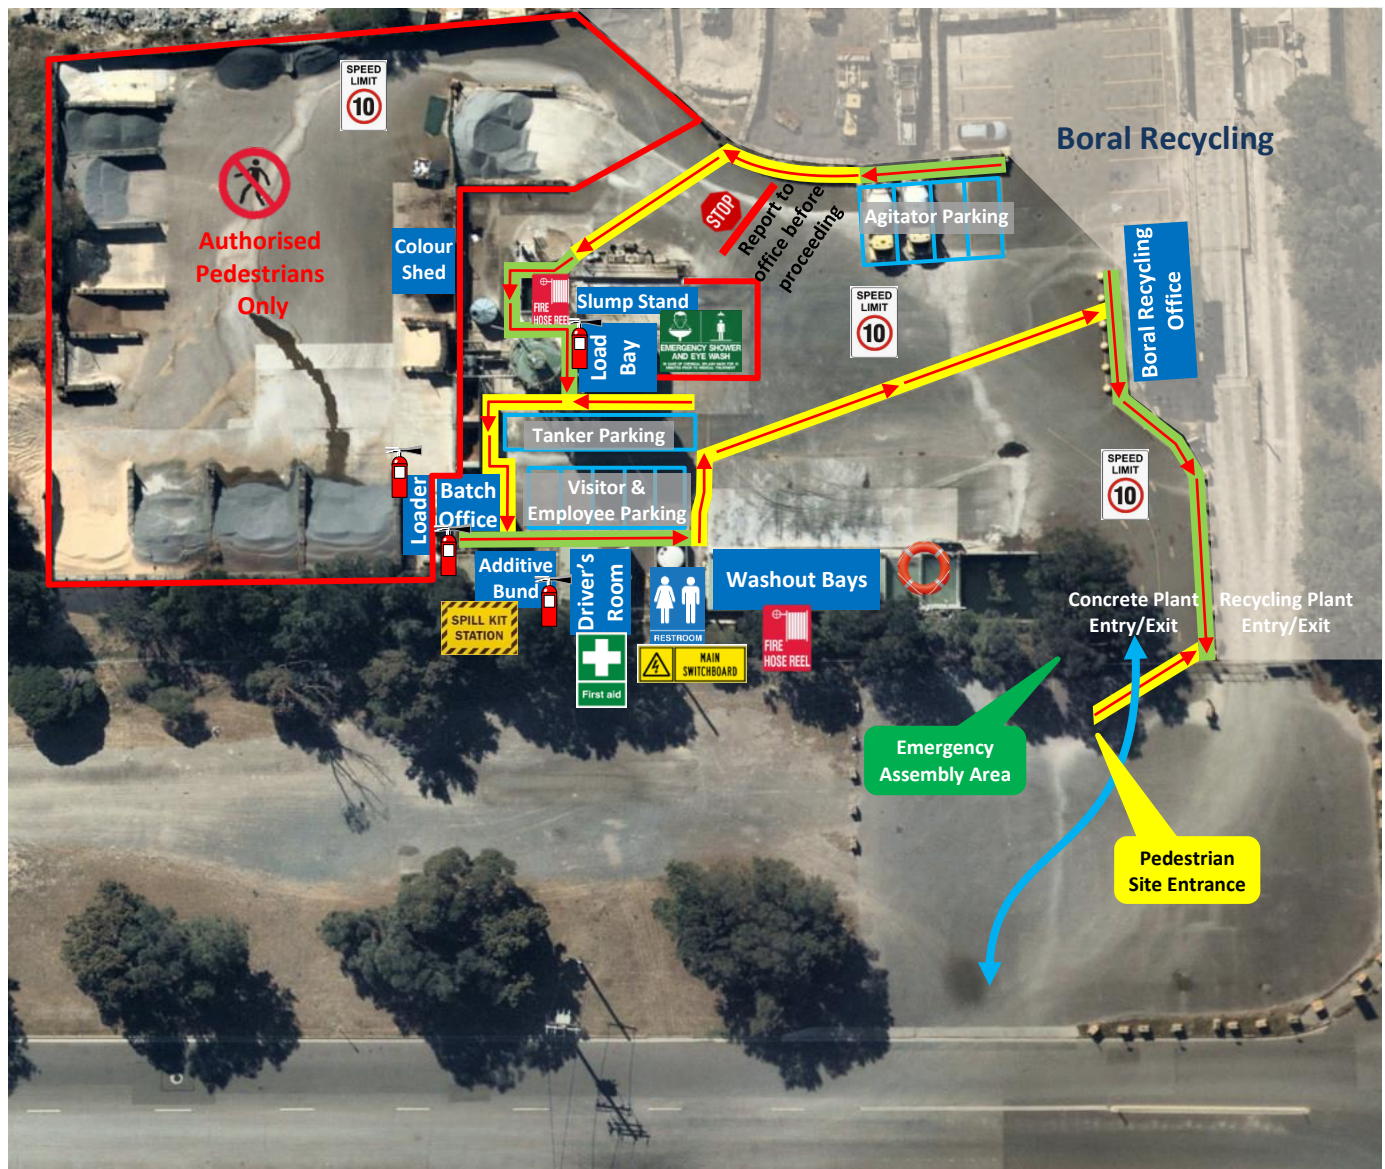 SPEED
LIMIT
10
Boral Recycling
STOP
Report to
office before
proceeding
Agitator Parking
Authorised
Pedestrians
Only
Colour
Shed
Boral Recycling
Office
FIRE
HOSE REEL
Slump Stand
SPEED
LIMIT
10
Load
Bay
EMERGENCY SHOWER
AND EYE WASH
Tanker Parking
SPEED
LIMIT
10
Loader
Batch
Office
Visitor &
Employee Parking
Additive
Bund
Driver's
Room
Washout Bays
SPILL KIT
STATION
RESTROOM
FIRE
HOSE REEL
MAIN
SWITCHBOARD
First aid
Concrete Plant
Entry/Exit
Recycling Plant
Entry/Exit
Emergency
Assembly Area
Pedestrian
Site Entrance